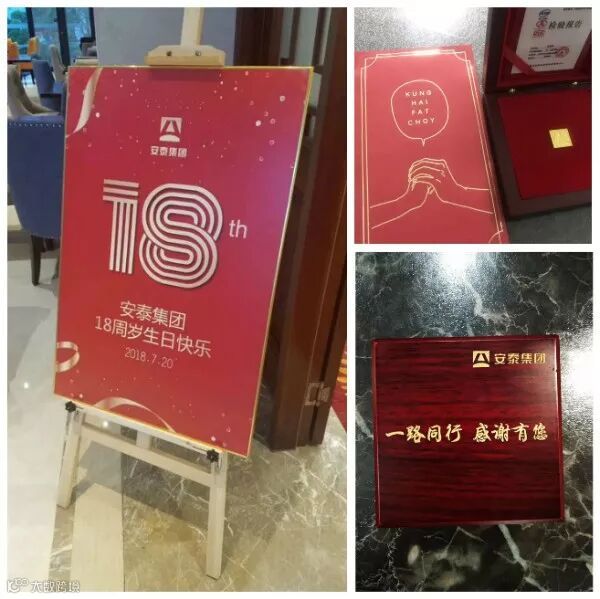 安泰集团
18th
安泰集团
18周岁生日快乐
2018.7.20
KUNG
HAI
FAT
CHOY
检验报告
安泰集团
一路同行 感谢有您
大数跨境